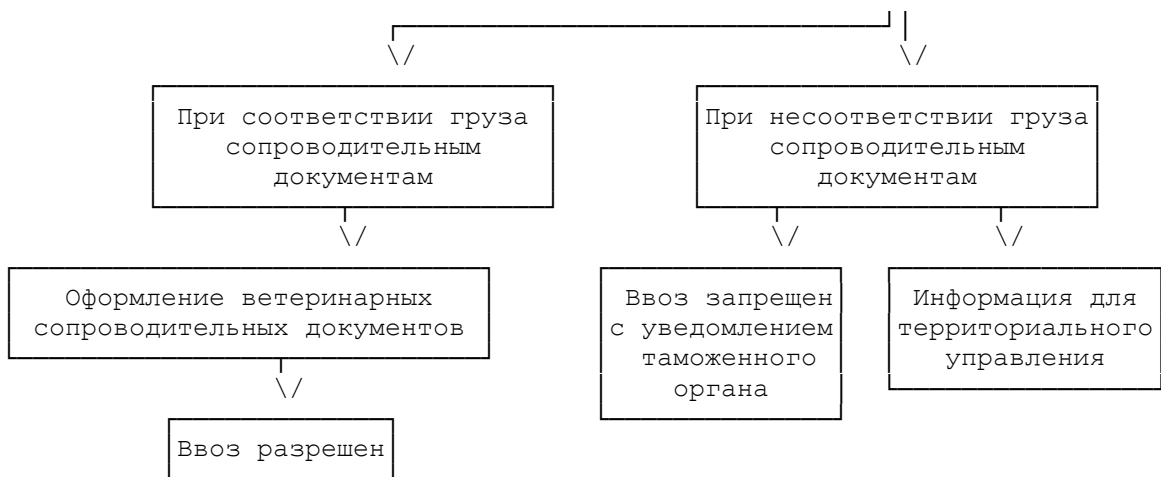 При соответствии груза
сопроводительным
документам
При несоответствии груза
сопроводительным
документам
Оформление ветеринарных
сопроводительных документов
Ввоз запрещен
с уведомлением
таможенного
органа
Информация для
территориального
управления
Ввоз разрешен